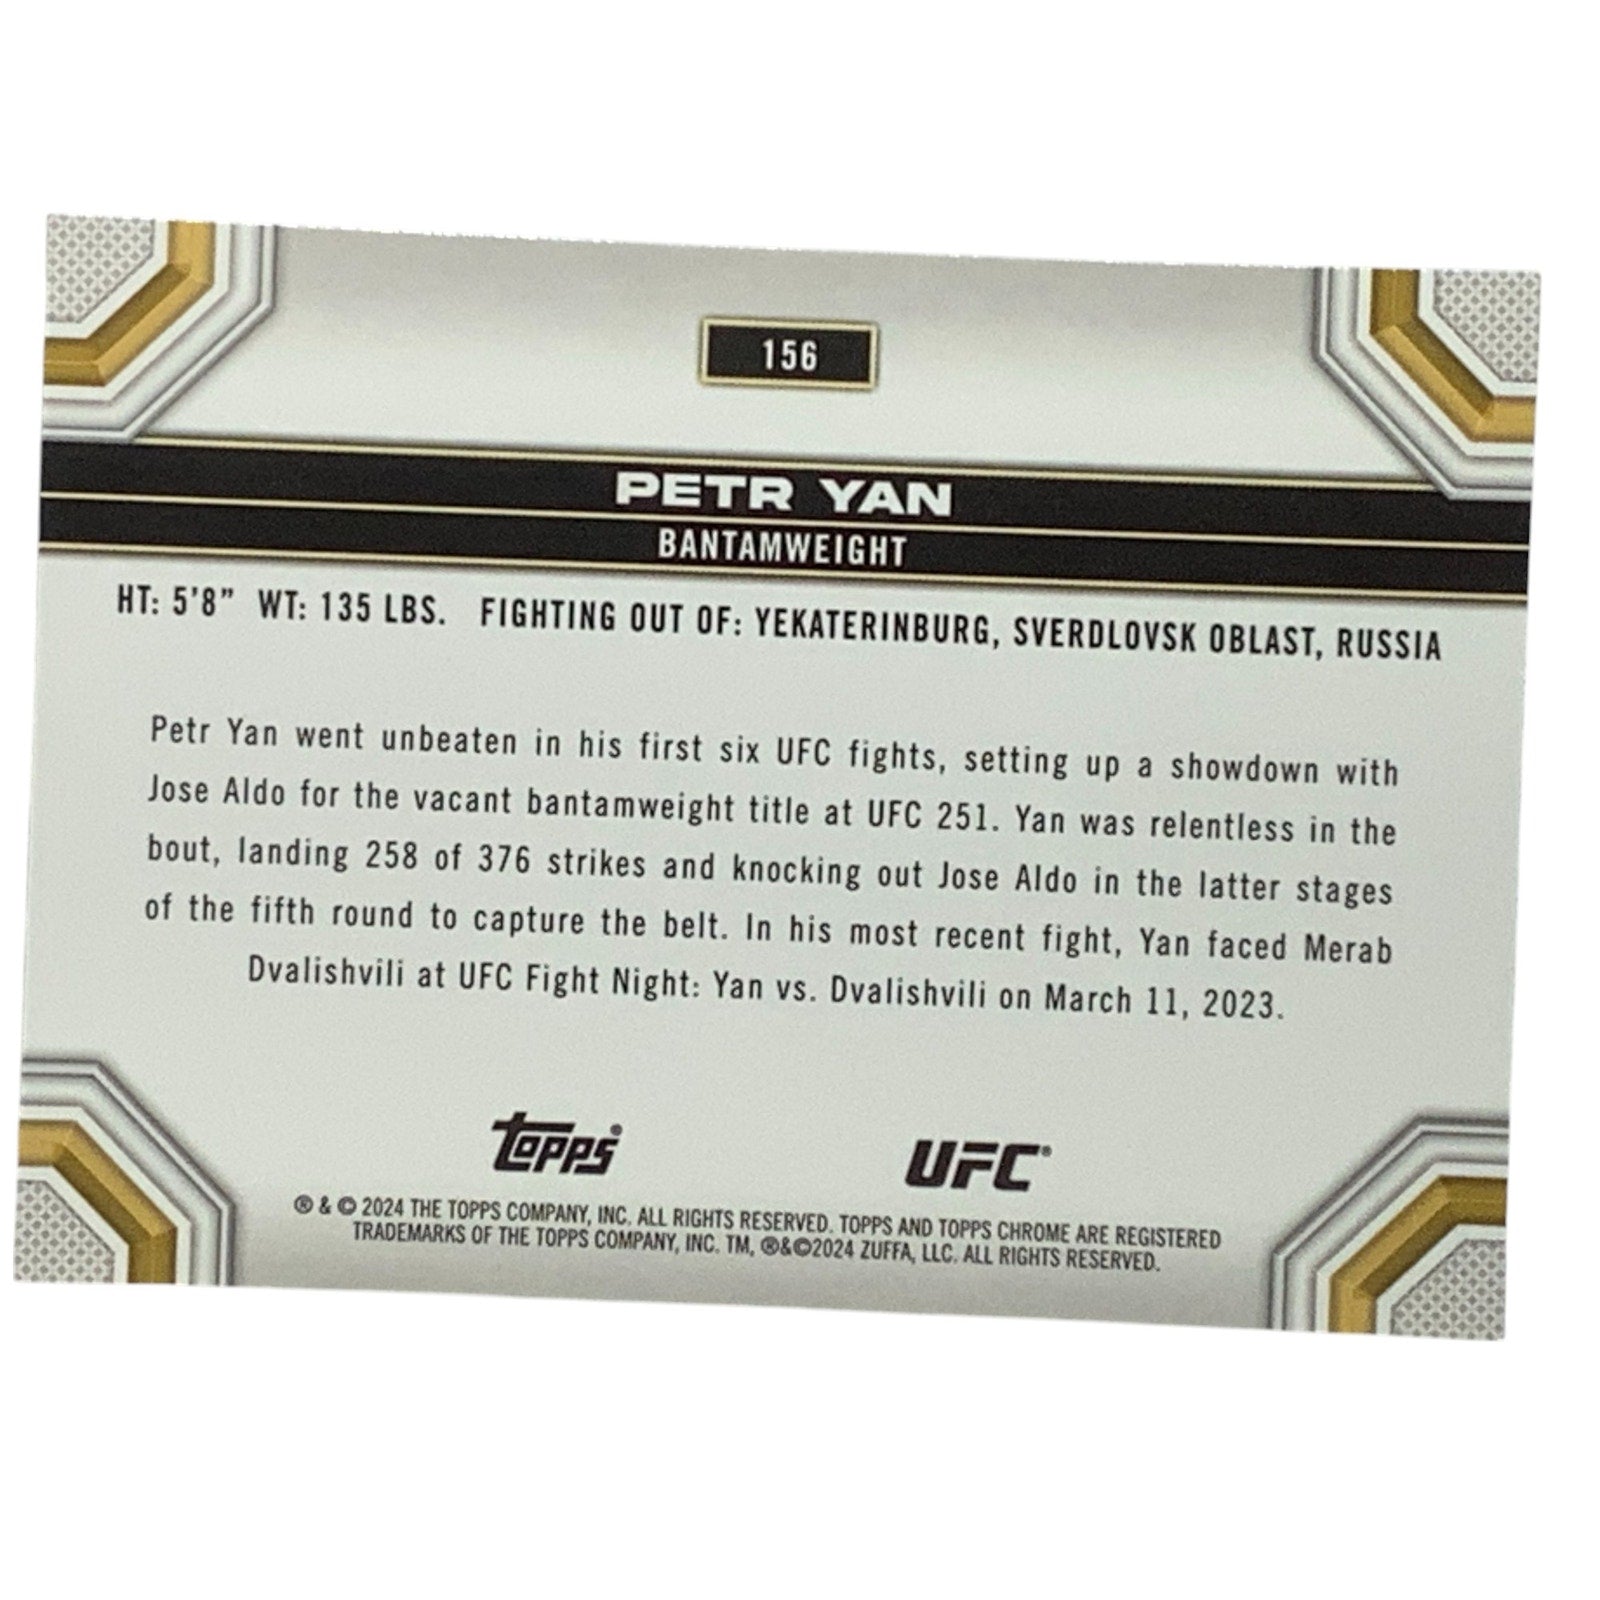 156
PETR YAN
BANTAMWEIGHT
HT: 5'8" WT: 135 LBS. FIGHTING OUT OF: YEKATERINBURG, SVERDLOVSK OBLAST, RUSSIA
Petr Yan went unbeaten in his first six UFC fights, setting up a showdown with
Jose Aldo for the vacant bantamweight title at UFC 251. Yan was relentless in the
bout, landing 258 of 376 strikes and knocking out Jose Aldo in the latter stages
of the fifth round to capture the belt. In his most recent fight, Yan faced Merab
Dvalishvili at UFC Fight Night: Yan vs. Dvalishvili on March 11, 2023.
topps® UFC®
® & © 2024 THE TOPPS COMPANY, INC. ALL RIGHTS RESERVED. TOPPS AND TOPPS CHROME ARE REGISTERED
TRADEMARKS OF THE TOPPS COMPANY, INC. TM, ®&©2024 ZUFFA, LLC. ALL RIGHTS RESERVED.